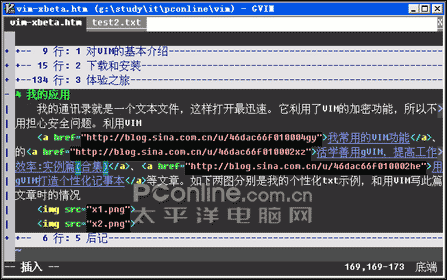 vim-xbeta.htm (g:\study\it\pconline\vim) - GVIM
vim-xbeta.htm test2.txt
+-- 9 行: 1 对VIM的基本介绍
+-- 15 行: 2 下载和安装
+--134 行: 3 体验之旅
4 我的应用
我的通讯录就是一个文本文件，这样打开最迅速。它利用了VIM的加密功能，所以不
用担心安全问题。利用VIM
<a href="http://blog.sina.com.cn/u/46dac66f010004gy">我常用的VIM功能</a>、
的<a href="http://blog.sina.com.cn/u/46dac66f010002xz">活学善用gVIM，提高工作
效率:实例篇(合集)</a>、<a href="http://blog.sina.com.cn/u/46dac66f010002he">用
gVIM打造个性化记事本</a>等文章。如下两图分别是我的个性化txt示例，和用VIM写此篇
文章时的情况
<img src="x1.png">
<img src="x2.png">
PConline.com.cn
太平洋电脑网
+-- 6 行: 5 后记
~
-- 插入 -- 169,169-173 底端